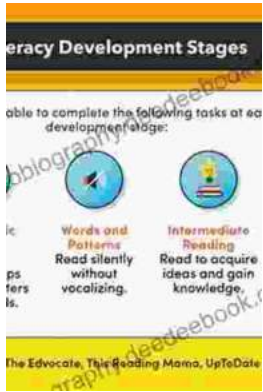 eracy Development Stages
able to complete the following tasks at ea
development stage:
Words and
Patterns
Read silently
without
vocalizing.
Intermediate
Reading
Read to acquire
ideas and gain
knowledge.
ic
ps
ters
ls.
The Edvocate, This Reading Mama, UpToDate